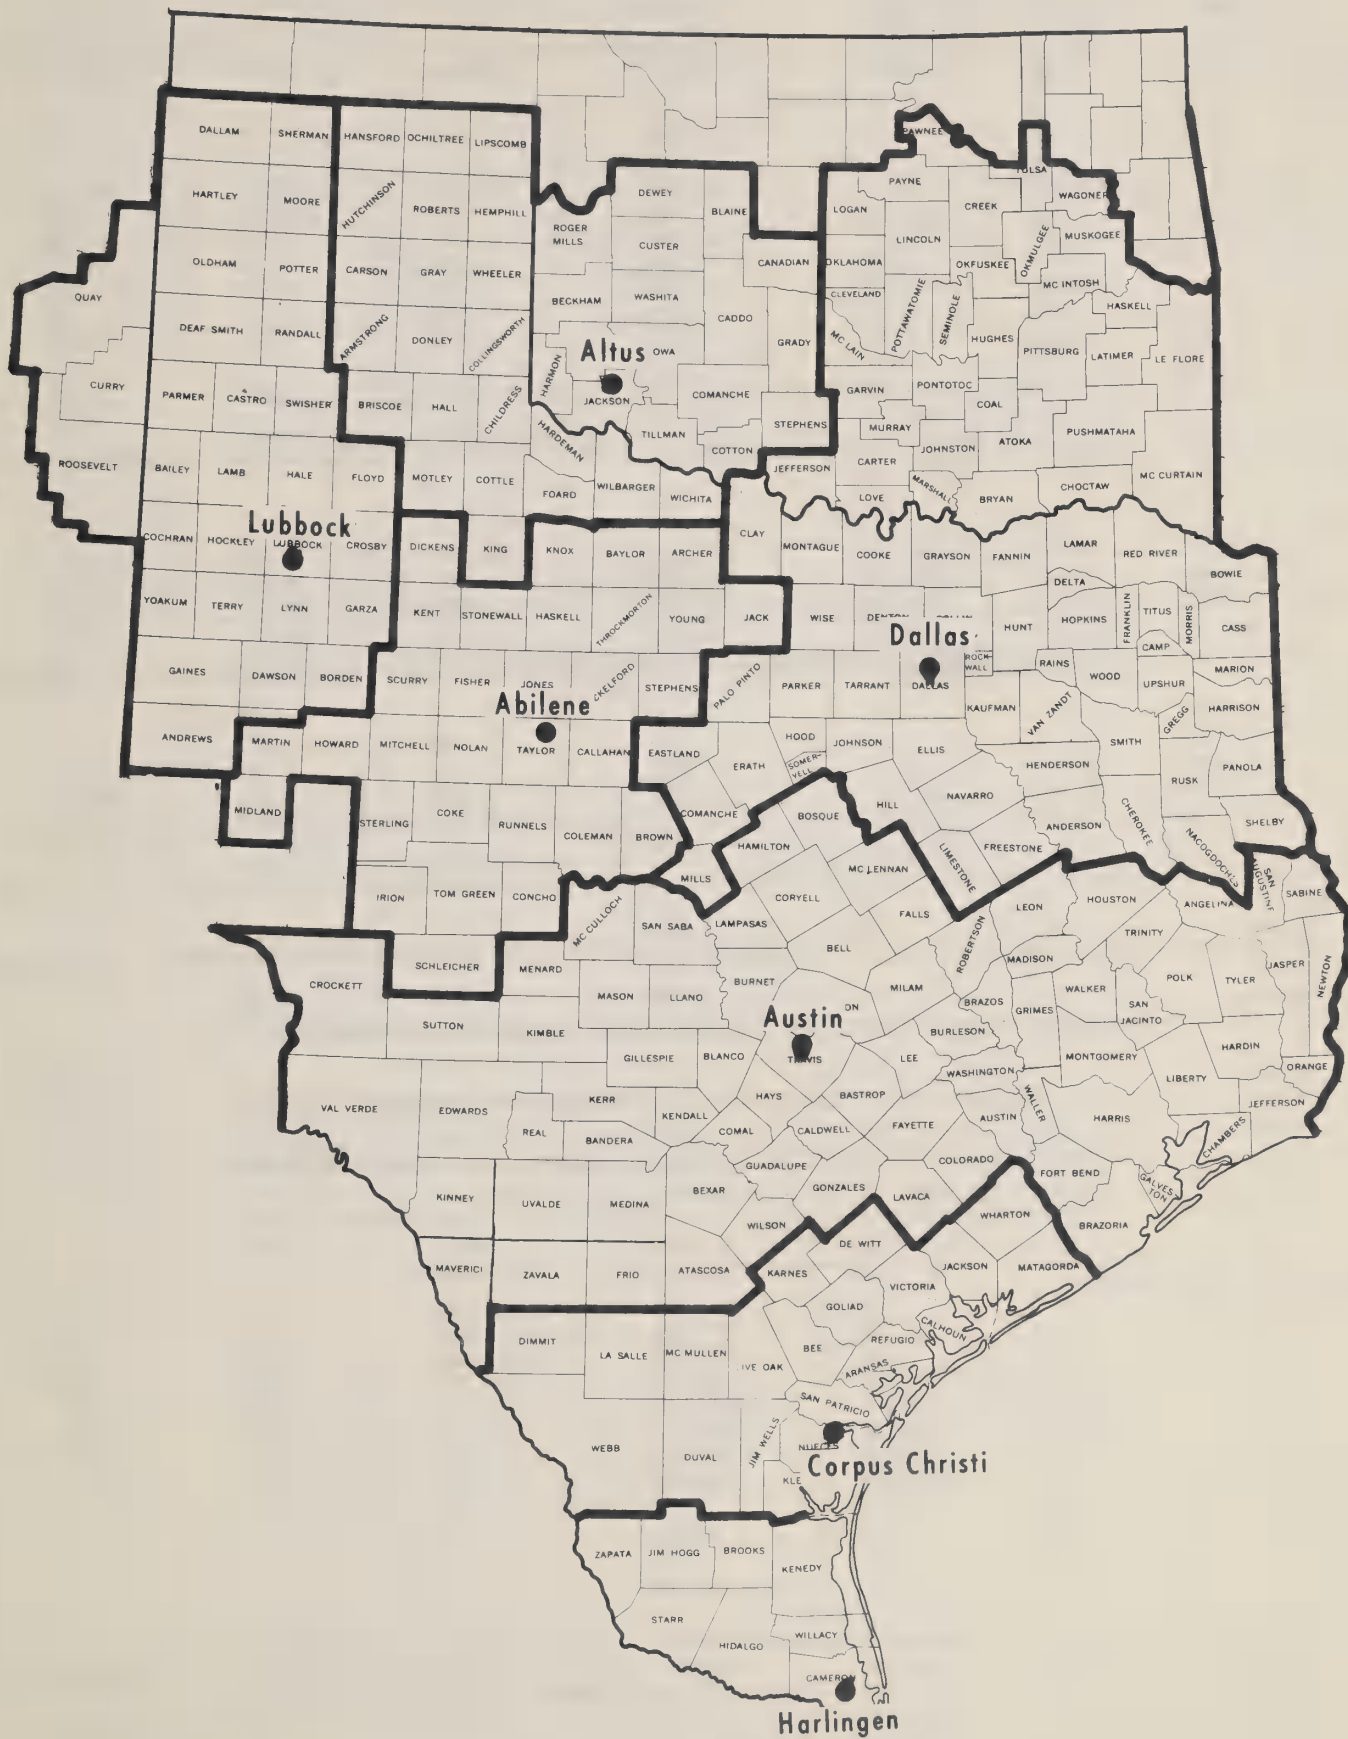 PAWNEE
DALLAM
SHERMAN
HANSFORD
OCHILTREE
LIPSCOMB
TULSA
PAYNE
WAGONER
HARTLEY
MOORE
HUTCHINSON
ROBERTS
HEMPHILL
DEWEY
BLAINE
LOGAN
CREEK
ROGER
MILLS
CUSTER
LINCOLN
OKMULGEE
MUSKOGEE
OLDHAM
POTTER
CARSON
GRAY
WHEELER
CANADIAN
OKLAHOMA
OKFUSKEE
MC INTOSH
QUAY
BECKHAM
WASHITA
CLEVELAND
POTTAWATOMIE
SEMINOLE
HASKELL
DEAF SMITH
RANDALL
ARMSTRONG
DONLEY
COLLINGSWORTH
CADDO
GRADY
MC LAIN
HUGHES
PITTSBURG
LATIMER
LE FLORE
Altus
OWA
HARMON
JACKSON
CURRY
PARMER
CASTRO
SWISHER
BRISCOE
HALL
CHILDRESS
COMANCHE
GARVIN
PONTOTOC
COAL
STEPHENS
MURRAY
JOHNSTON
ATOKA
PUSHMATAHA
HARDEMAN
TILLMAN
COTTON
ROOSEVELT
BAILEY
LAMB
HALE
FLOYD
MOTLEY
COTTLE
FOARD
WILBARGER
WICHITA
JEFFERSON
CARTER
LOVE
MARSHALL
BRYAN
CHOCTAW
MC CURTAIN
Lubbock
COCHRAN
HOCKLEY
LUBBOCK
CROSBY
DICKENS
KING
KNOX
BAYLOR
ARCHER
CLAY
MONTAGUE
COOKE
GRAYSON
FANNIN
LAMAR
RED RIVER
BOWIE
DELTA
YOAKUM
TERRY
LYNN
GARZA
KENT
STONEWALL
HASKELL
THROCKMORTON
YOUNG
JACK
WISE
Dallas
HUNT
HOPKINS
FRANKLIN
TITUS
MORRIS
CASS
CAMP
GAINES
DAWSON
BORDEN
SCURRY
FISHER
JONES
CKELFORD
STEPHENS
PALO PINTO
PARKER
TARRANT
DALLAS
ROCK-
WALL
RAINS
WOOD
UPSHUR
MARION
KAUFMAN
VAN ZANDT
GREGG
HARRISON
Abilene
ANDREWS
MARTIN
HOWARD
MITCHELL
NOLAN
TAYLOR
CALLAHAN
EASTLAND
ERATH
HOOD
SOMER-
VELL
JOHNSON
ELLIS
SMITH
HENDERSON
RUSK
PANOLA
MIDLAND
STERLING
COKE
RUNNELS
COLEMAN
BROWN
COMANCHE
BOSQUE
HILL
NAVARRO
ANDERSON
CHEROKEE
NACOGDOCHES
SHELBY
HAMILTON
MILLS
MC LENNAN
LIMESTONE
FREESTONE
SAN
AUGUSTINE
SABINE
IRION
TOM GREEN
CONCHO
MC CULLOCH
SAN SABA
LAMPASAS
CORYELL
FALLS
LEON
HOUSTON
ANGELINA
TRINITY
BELL
ROBERTSON
MADISON
SCHLEICHER
MENARD
CROCKETT
MASON
LLANO
BURNET
MILAM
BRAZOS
WALKER
SAN
JACINTO
POLK
TYLER
JASPER
NEWTON
SUTTON
KIMBLE
Austin
ON
TRAVIS
BURLESON
GRIMES
GILLESPIE
BLANCO
LEE
WASHINGTON
MONTGOMERY
HARDIN
LIBERTY
ORANGE
VAL VERDE
EDWARDS
REAL
KERR
KENDALL
HAYS
BASTROP
WALLER
JEFFERSON
BANDERA
COMAL
CALDWELL
FAYETTE
AUSTIN
HARRIS
CHAMBERS
GUADALUPE
COLORADO
FORT BEND
GALVES-
TON
KINNEY
UVALDE
MEDINA
BEXAR
GONZALES
LAVACA
WILSON
WHARTON
BRAZORIA
MAVERICI
ZAVALA
FRIO
ATASCOSA
KARNES
DE WITT
JACKSON
MATAGORDA
VICTORIA
GOLIAD
CALHOUN
DIMMIT
LA SALLE
MC MULLEN
IVE OAK
BEE
REFUGIO
ARANSAS
SAN PATRICIO
WEBB
DUVAL
JIM WELLS
NUECES
KLE
Corpus Christi
ZAPATA
JIM HOGG
BROOKS
KENEDY
STARR
HIDALGO
WILLACY
CAMERON
Harlingen